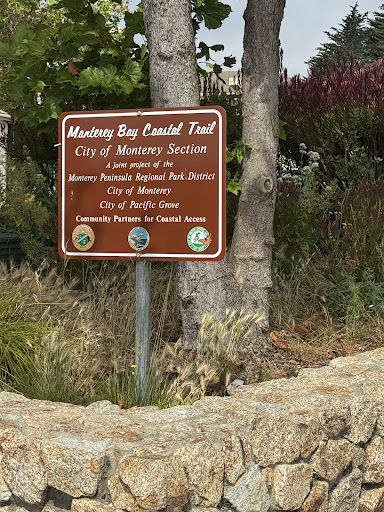 Monterey Bay Coastal Trail
City of Monterey Section
A joint project of the
Monterey Peninsula Regional Park District
City of Monterey
City of Pacific Grove
Community Partners for Coastal Access